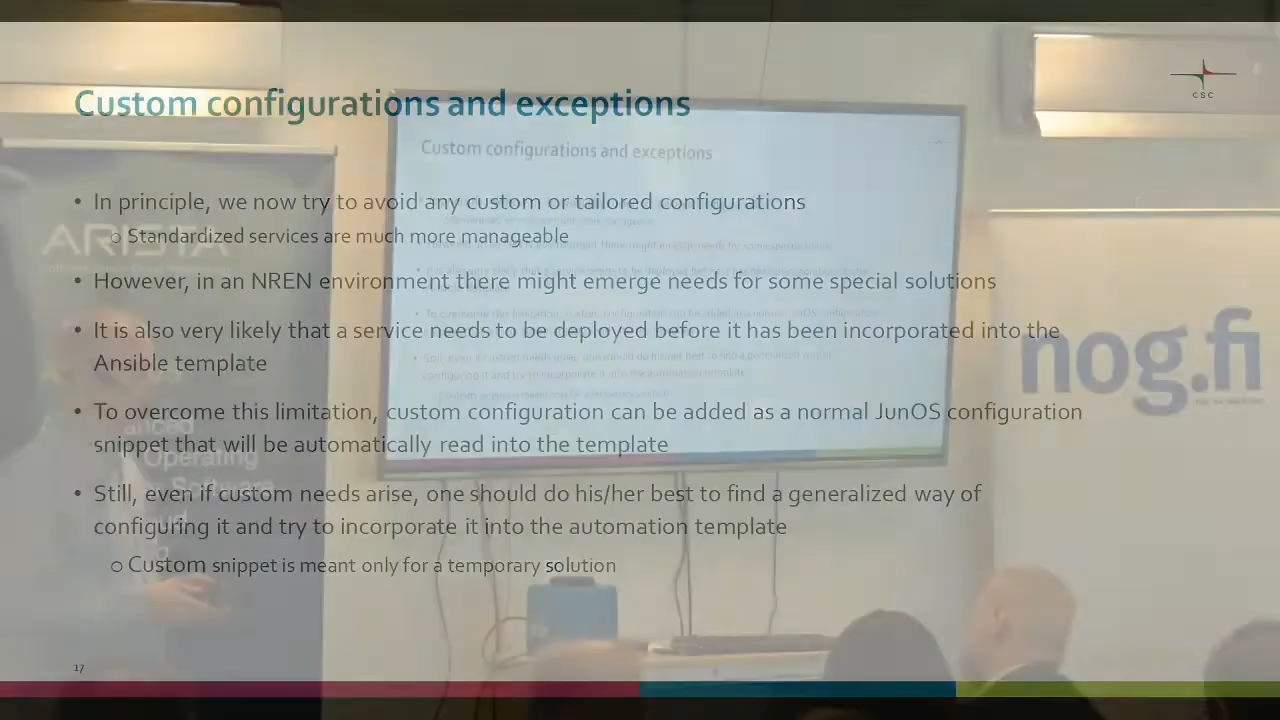 CSC
Custom configurations and exceptions
Custom configurations and exceptions
• In principle, we now try to avoid any custom or tailored configurations
o Standardized services are much more manageable
ARISTA
• However, in an NREN environment there might emerge needs for some special solutions
• It is also very likely that a service needs to be deployed before it has been incorporated into the
Ansible template
nog.fi
• To overcome this limitation, custom configuration can be added as a normal JunOS configuration
snippet that will be automatically read into the template
Operating
Software
• Still, even if custom needs arise, one should do his/her best to find a generalized way of
configuring it and try to incorporate it into the automation template
o Custom snippet is meant only for a temporary solution
17